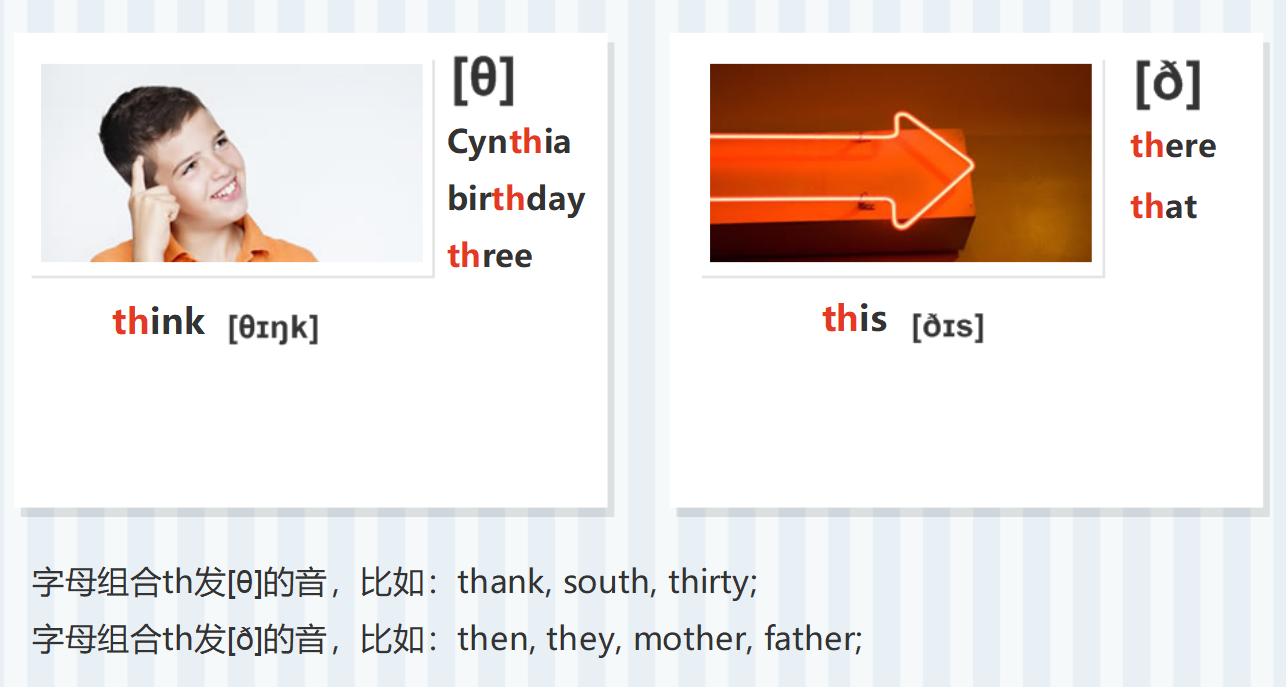 [θ]
Cynthia
birthday
three
think [θɪŋk]
[ð]
there
that
this [ðɪs]
字母组合th发[θ]的音，比如：thank, south, thirty;
字母组合th发[ð]的音，比如：then, they, mother, father;